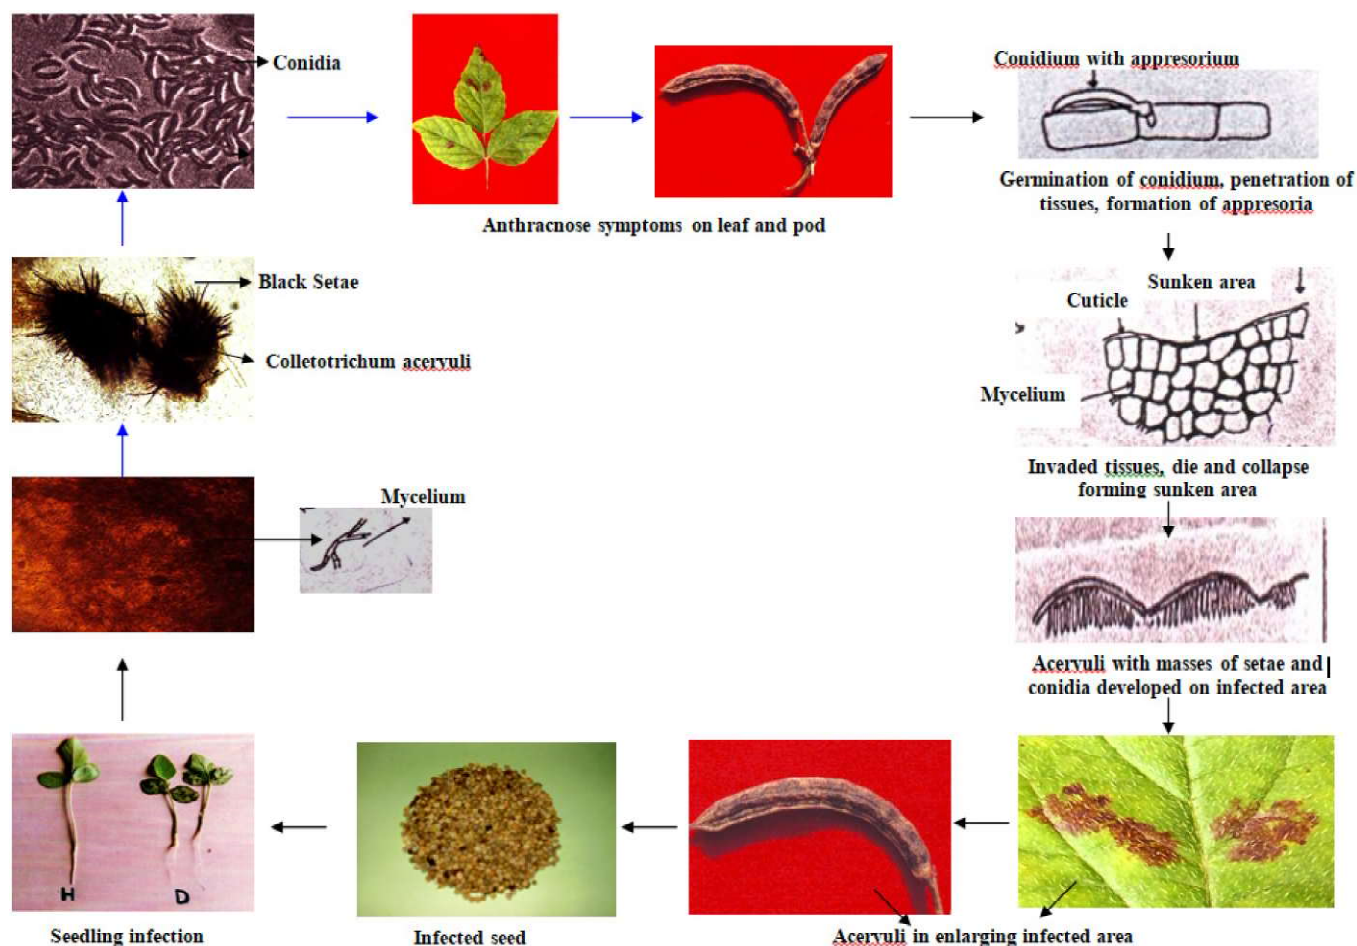 Conidia
Anthracnose symptoms on leaf and pod
Conidium with appresorium
Germination of conidium, penetration of
tissues, formation of appresoria
Black Setae
Colletotrichum acervuli
Sunken area
Cuticle
Mycelium
Invaded tissues, die and collapse
forming sunken area
Mycelium
Acervuli with masses of setae and
conidia developed on infected area
H
D
Seedling infection
Infected seed
Acervuli in enlarging infected area